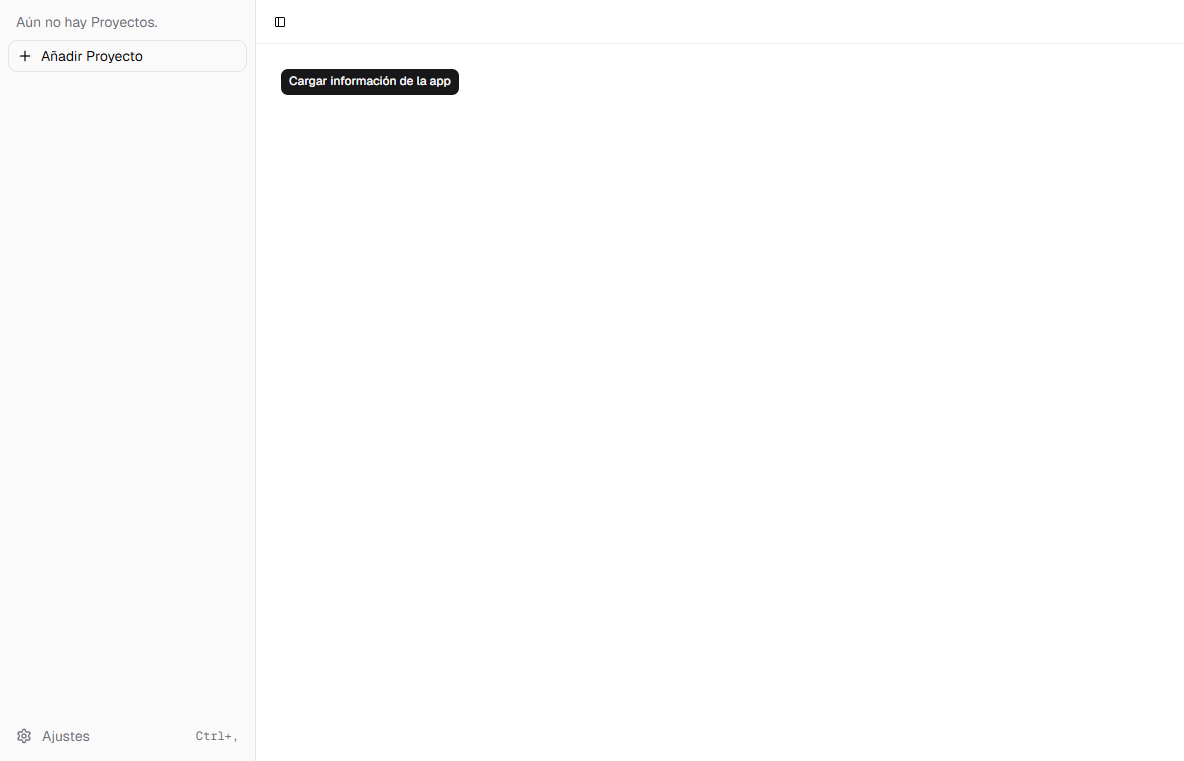 Aún no hay Proyectos.
Añadir Proyecto
Cargar información de la app
Ajustes Ctrl+,